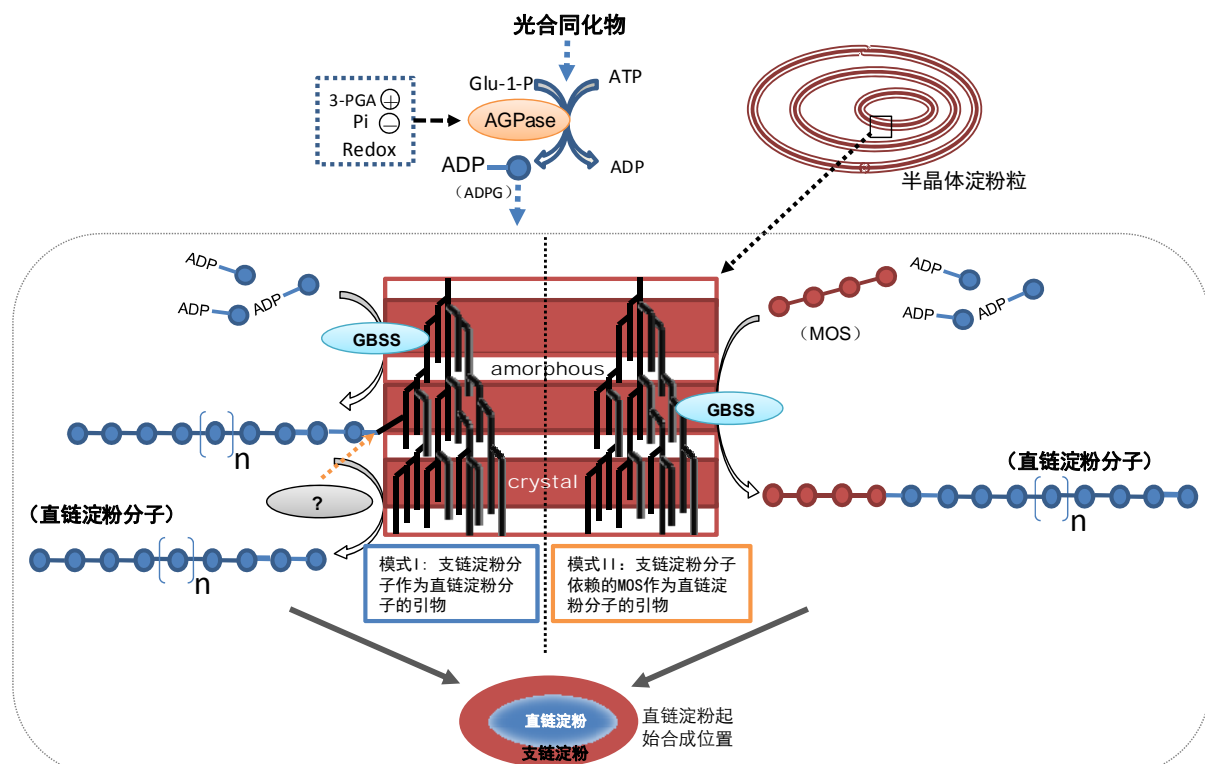 光合同化物
Glu-1-P
ATP
3-PGA +
Pi −
Redox
AGPase
ADP
(ADPG)
ADP
半晶体淀粉粒
ADP
ADP
ADP
GBSS
amorphous
crystal
(MOS)
ADP
ADP
ADP
GBSS
n
?
(直链淀粉分子)
n
(直链淀粉分子)
n
模式I: 支链淀粉分
子作为直链淀粉分
子的引物
模式II: 支链淀粉分子
依赖的MOS作为直链淀
粉分子的引物
直链淀粉
支链淀粉
直链淀粉起
始合成位置